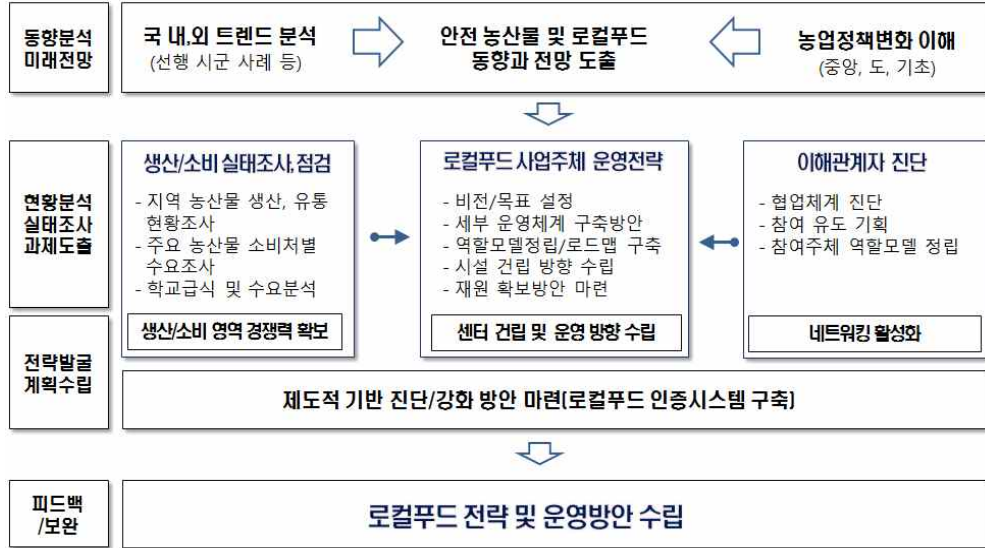 동향분석
미래전망
국 내,외 트렌드 분석
(선행 시군 사례 등)
안전 농산물 및 로컬푸드
동향과 전망 도출
농업정책변화 이해
(중앙, 도, 기초)
현황분석
실태조사
과제도출
생산/소비 실태조사,점검
- 지역 농산물 생산, 유통
현황조사
- 주요 농산물 소비처별
수요조사
- 학교급식 및 수요분석
생산/소비 영역 경쟁력 확보
로컬푸드 사업주체 운영전략
- 비전/목표 설정
- 세부 운영체계 구축방안
- 역할모델정립/로드맵 구축
- 시설 건립 방향 수립
- 재원 확보방안 마련
센터 건립 및 운영 방향 수립
이해관계자 진단
- 협업체계 진단
- 참여 유도 기획
- 참여주체 역할모델 정립
네트워킹 활성화
전략발굴
계획수립
제도적 기반 진단/강화 방안 마련(로컬푸드 인증시스템 구축)
피드백
/보완
로컬푸드 전략 및 운영방안 수립